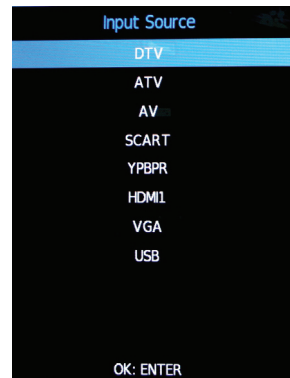 Input Source
DTV
ATV
AV
SCART
YPBPR
HDMI1
VGA
USB
OK: ENTER